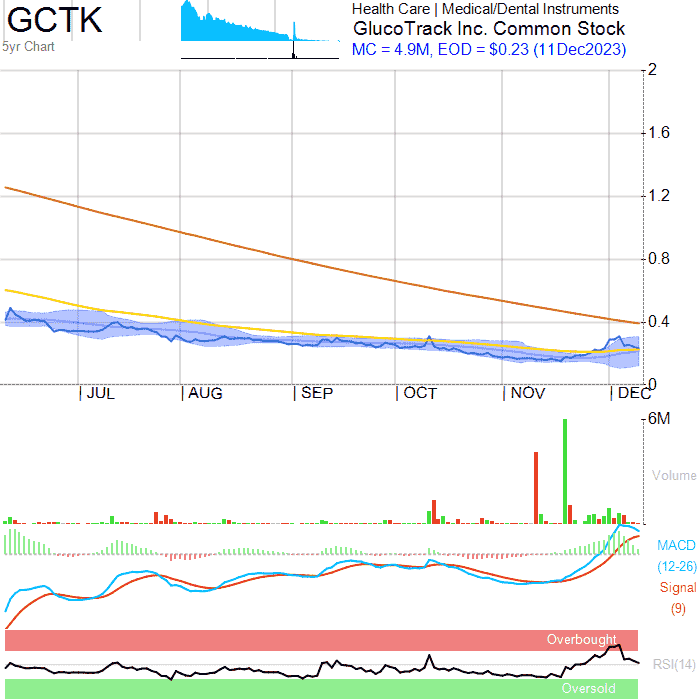 GCTK
5yr Chart
Health Care | Medical/Dental Instruments
GlucoTrack Inc. Common Stock
MC = 4.9M, EOD = $0.23 (11Dec2023)
2
1.6
1.2
0.8
0.4
0
JUL AUG SEP OCT NOV DEC
6M
Volume
MACD
(12-26)
Signal
(9)
Overbought
RSI(14)
Oversold